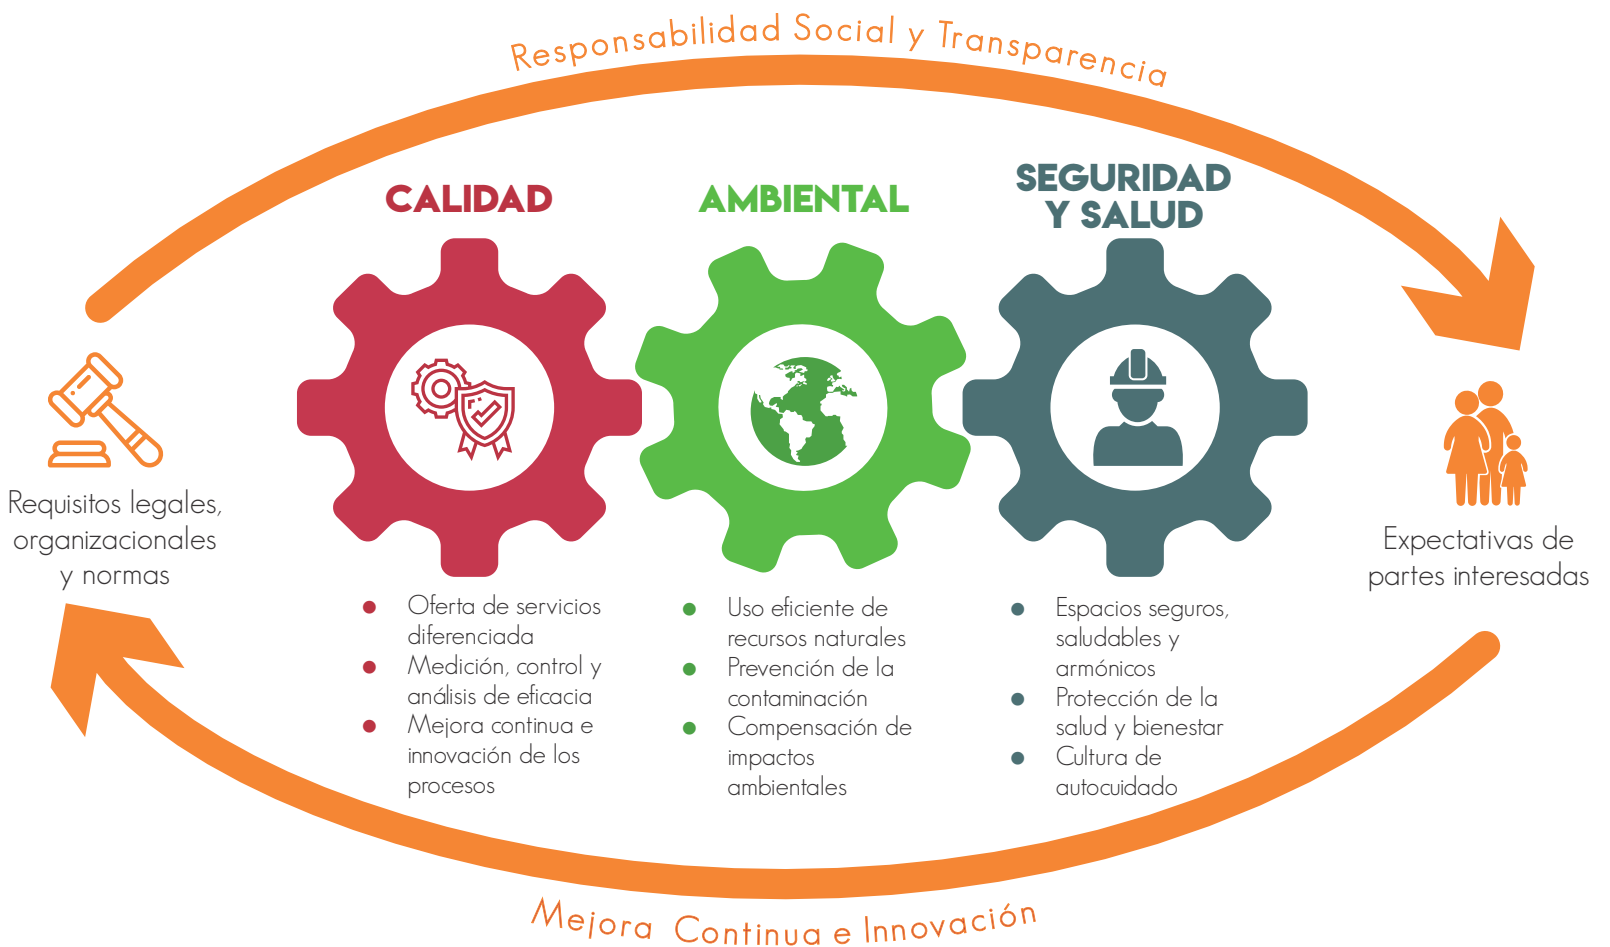 Responsabilidad Social y Transparencia
CALIDAD
AMBIENTAL
SEGURIDAD
Y SALUD
Requisitos legales,
organizacionales
y normas
Expectativas de
partes interesadas
Oferta de servicios
diferenciada
Medición, control y
análisis de eficacia
Mejora continua e
innovación de los
procesos
Uso eficiente de
recursos naturales
Prevención de la
contaminación
Compensación de
impactos
ambientales
Espacios seguros,
saludables y
armónicos
Protección de la
salud y bienestar
Cultura de
autocuidado
Mejora Continua e Innovación